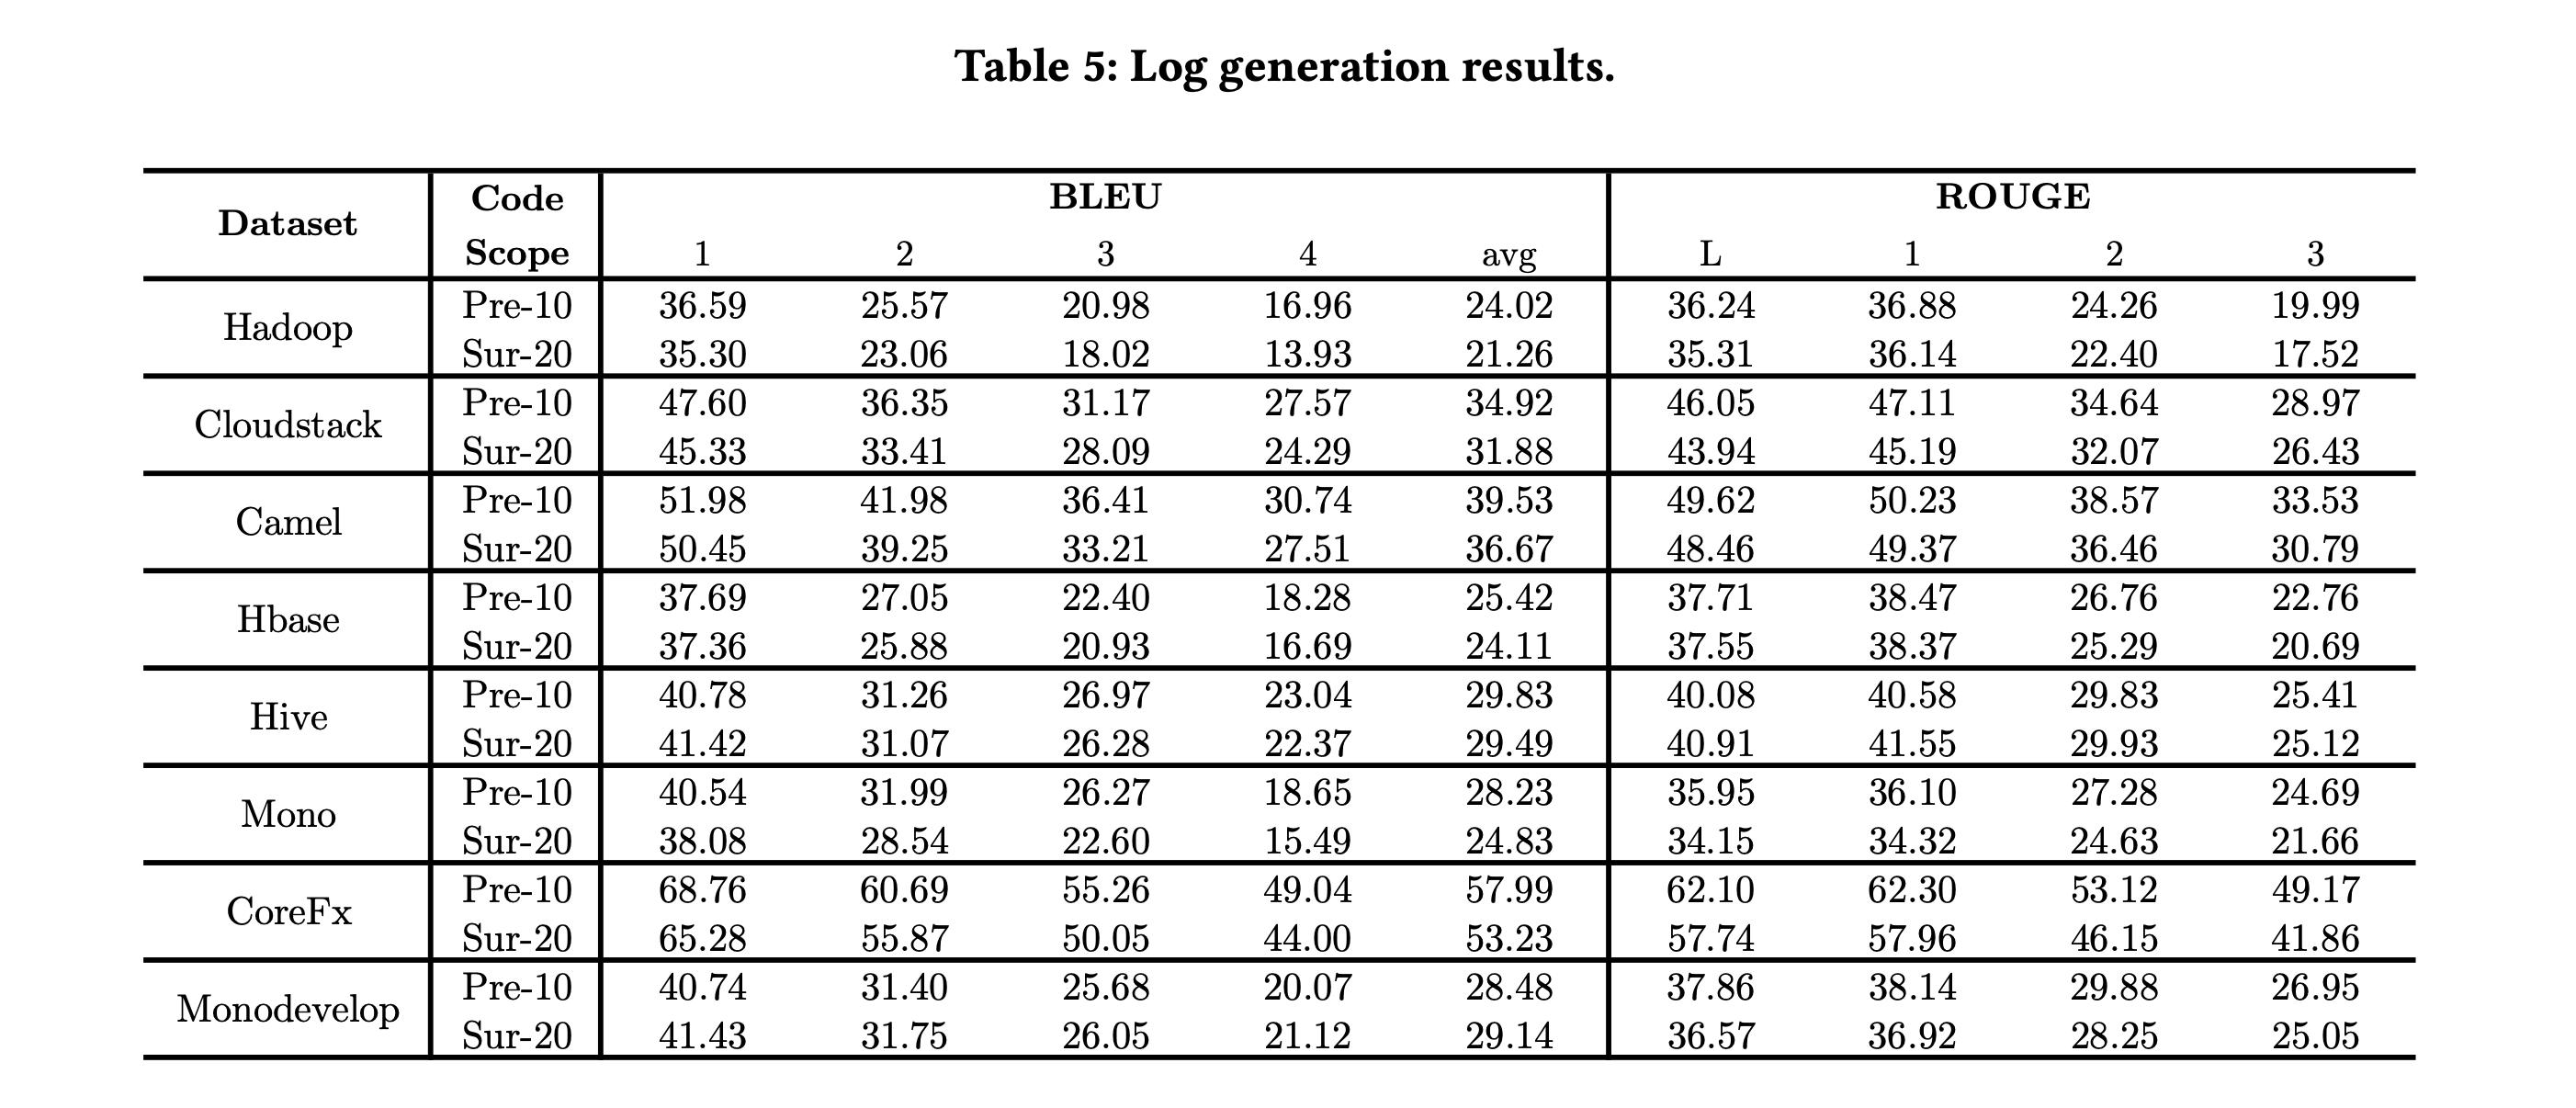 Table 5: Log generation results.
Dataset Code Scope BLEU ROUGE
1 2 3 4 avg L 1 2 3
Hadoop Pre-10 36.59 25.57 20.98 16.96 24.02 36.24 36.88 24.26 19.99
Sur-20 35.30 23.06 18.02 13.93 21.26 35.31 36.14 22.40 17.52
Cloudstack Pre-10 47.60 36.35 31.17 27.57 34.92 46.05 47.11 34.64 28.97
Sur-20 45.33 33.41 28.09 24.29 31.88 43.94 45.19 32.07 26.43
Camel Pre-10 51.98 41.98 36.41 30.74 39.53 49.62 50.23 38.57 33.53
Sur-20 50.45 39.25 33.21 27.51 36.67 48.46 49.37 36.46 30.79
Hbase Pre-10 37.69 27.05 22.40 18.28 25.42 37.71 38.47 26.76 22.76
Sur-20 37.36 25.88 20.93 16.69 24.11 37.55 38.37 25.29 20.69
Hive Pre-10 40.78 31.26 26.97 23.04 29.83 40.08 40.58 29.83 25.41
Sur-20 41.42 31.07 26.28 22.37 29.49 40.91 41.55 29.93 25.12
Mono Pre-10 40.54 31.99 26.27 18.65 28.23 35.95 36.10 27.28 24.69
Sur-20 38.08 28.54 22.60 15.49 24.83 34.15 34.32 24.63 21.66
CoreFx Pre-10 68.76 60.69 55.26 49.04 57.99 62.10 62.30 53.12 49.17
Sur-20 65.28 55.87 50.05 44.00 53.23 57.74 57.96 46.15 41.86
Monodevelop Pre-10 40.74 31.40 25.68 20.07 28.48 37.86 38.14 29.88 26.95
Sur-20 41.43 31.75 26.05 21.12 29.14 36.57 36.92 28.25 25.05